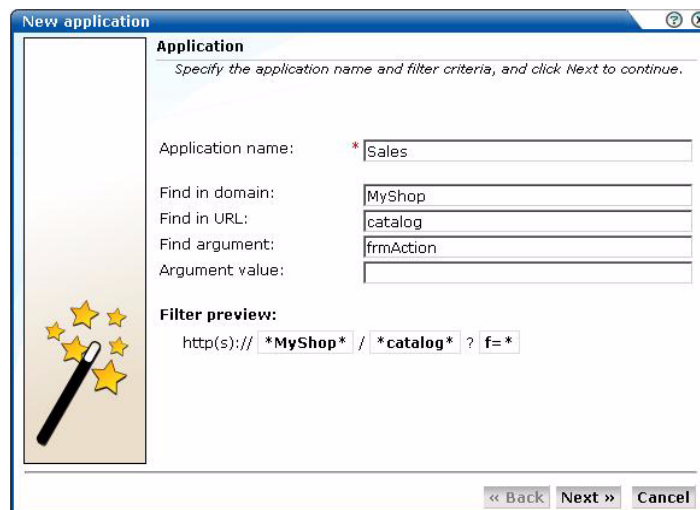 New application
Application
Specify the application name and filter criteria, and click Next to continue.
Application name: * Sales
Find in domain: MyShop
Find in URL: catalog
Find argument: frmAction
Argument value:
Filter preview:
http(s):// *MyShop* / *catalog* ? f=*
« Back Next » Cancel